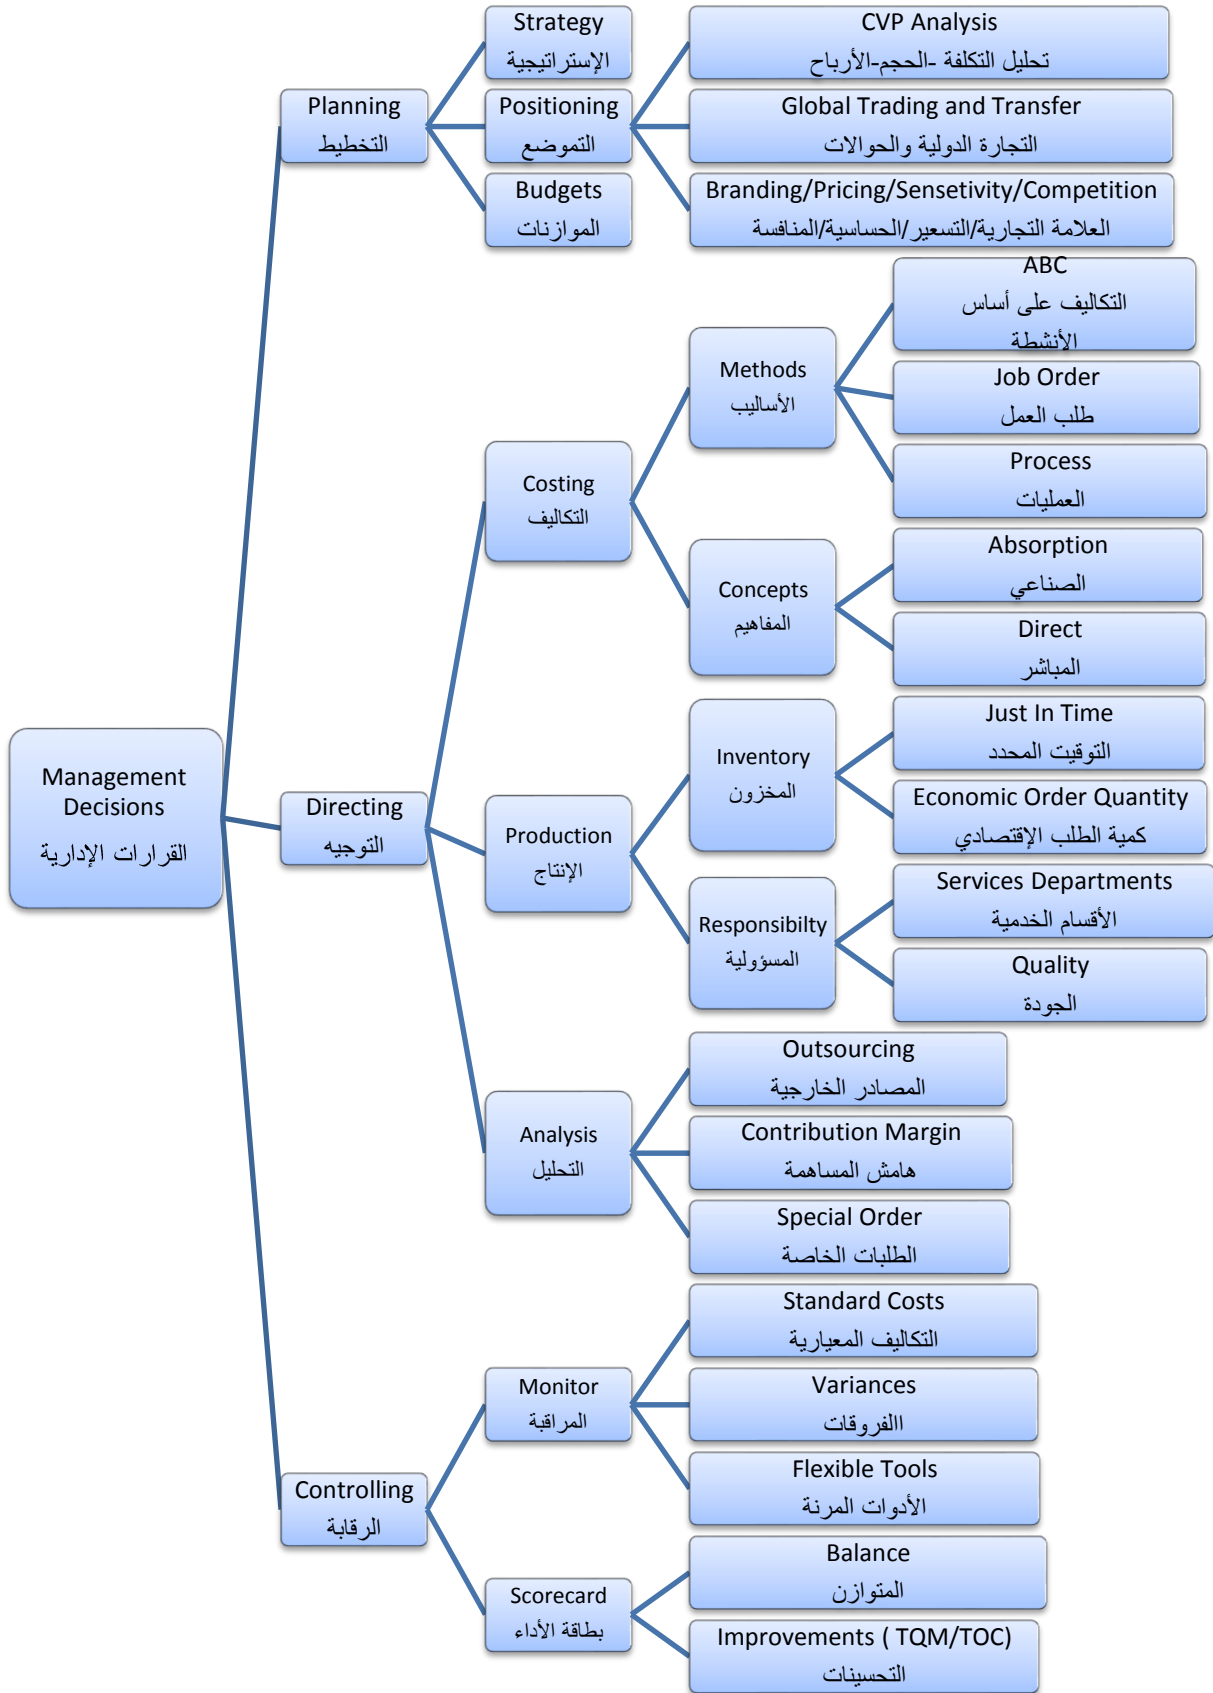 Management
Decisions
القرارات الإدارية
Planning
التخطيط
Strategy
الإستراتيجية
Positioning
التموضع
Budgets
الموازنات
CVP Analysis
تحليل التكلفة -الحجم-الأرباح
Global Trading and Transfer
التجارة الدولية والحوالات
Branding/Pricing/Sensetivity/Competition
العلامة التجارية/التسعير/الحساسية/المنافسة
Directing
التوجيه
Costing
التكاليف
Methods
الأساليب
ABC
التكاليف على أساس
الأنشطة
Job Order
طلب العمل
Process
العمليات
Concepts
المفاهيم
Absorption
الصناعي
Direct
المباشر
Production
الإنتاج
Inventory
المخزون
Just In Time
التوقيت المحدد
Economic Order Quantity
كمية الطلب الإقتصادي
Responsibilty
المسؤولية
Services Departments
الأقسام الخدمية
Quality
الجودة
Analysis
التحليل
Outsourcing
المصادر الخارجية
Contribution Margin
هامش المساهمة
Special Order
الطلبات الخاصة
Controlling
الرقابة
Monitor
المراقبة
Standard Costs
التكاليف المعيارية
Variances
االفروقات
Flexible Tools
الأدوات المرنة
Scorecard
بطاقة الأداء
Balance
المتوازن
Improvements ( TQM/TOC)
التحسينات